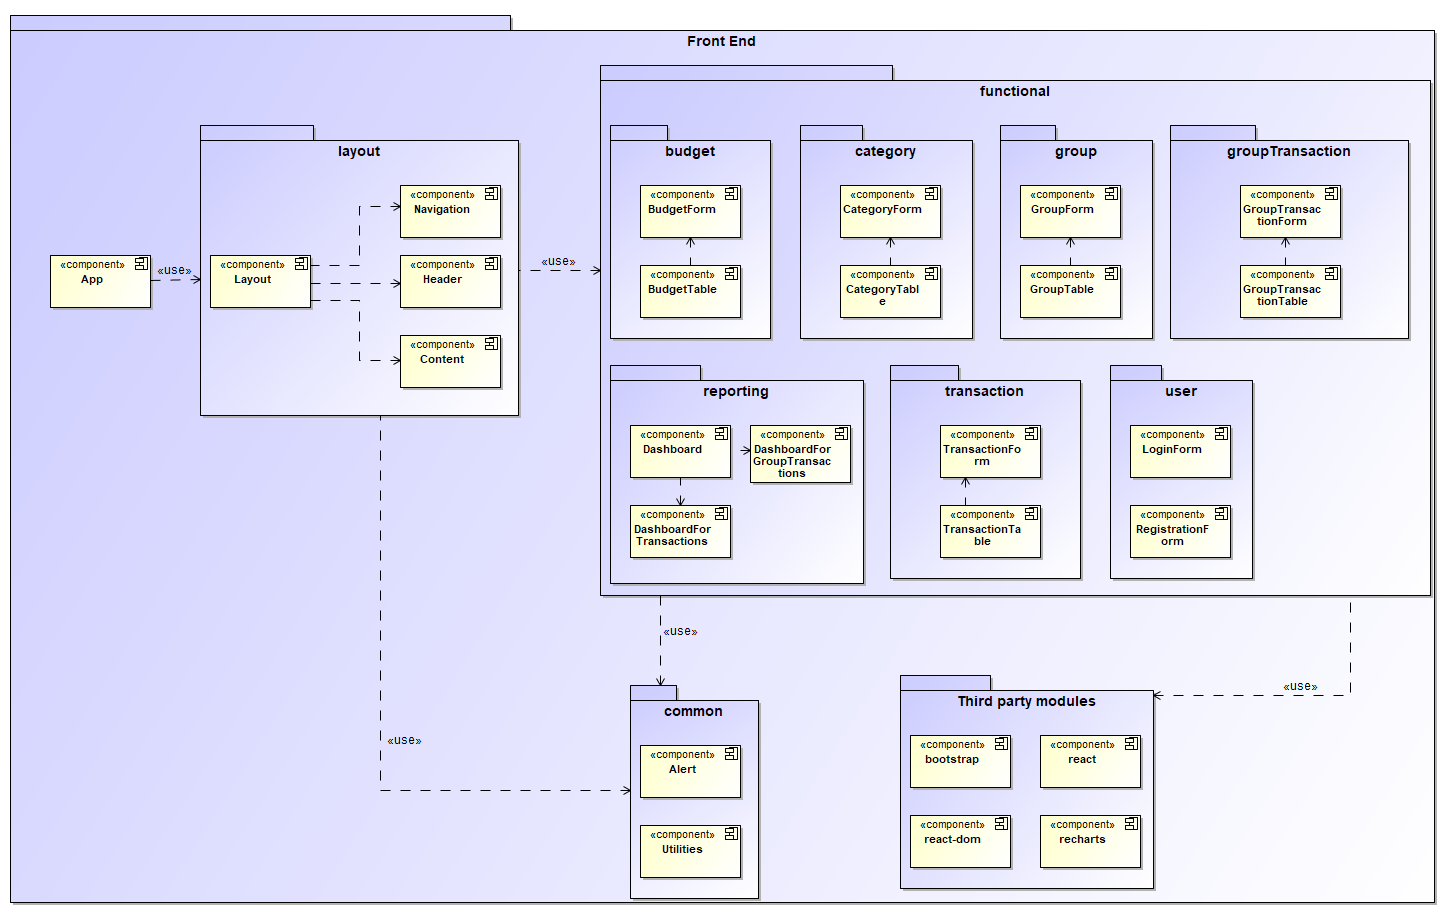 Front End
functional
layout
budget
category
group
groupTransaction
«component»
Navigation
«component»
BudgetForm
«component»
CategoryForm
«component»
GroupForm
«component»
GroupTransac
tionForm
«component»
App
«use»
«component»
Layout
«component»
Header
«use»
«component»
BudgetTable
«component»
CategoryTabl
e
«component»
GroupTable
«component»
GroupTransac
tionTable
«component»
Content
reporting
transaction
user
«component»
Dashboard
«component»
DashboardFor
GroupTransac
tions
«component»
TransactionFo
rm
«component»
LoginForm
«component»
DashboardFor
Transactions
«component»
TransactionTa
ble
«component»
RegistrationF
orm
«use»
«use»
«use»
common
Third party modules
«component»
Alert
«component»
bootstrap
«component»
react
«component»
Utilities
«component»
react-dom
«component»
recharts